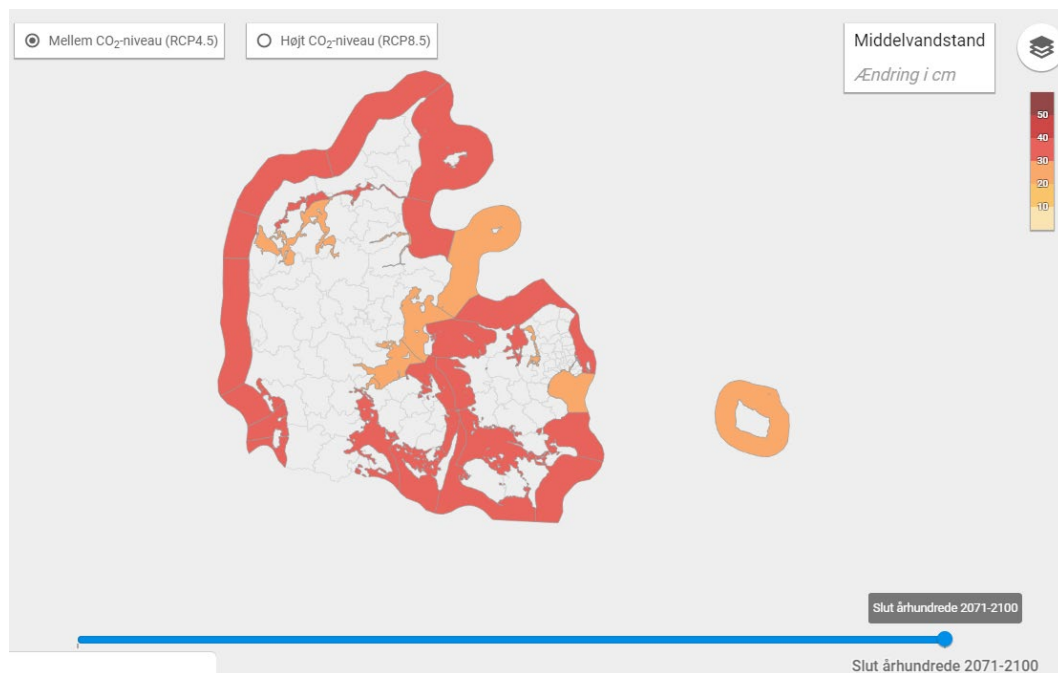 Mellem CO₂-niveau (RCP4.5)
Højt CO₂-niveau (RCP8.5)
Middelvandstand
Ændring i cm
50
40
30
20
10
Slut århundrede 2071-2100
Slut århundrede 2071-2100